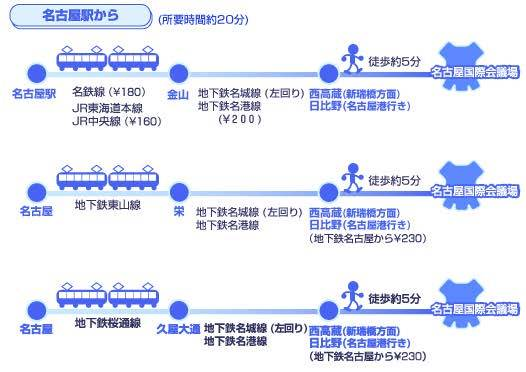 名古屋駅から (所要時間約20分)
徒歩約5分
名古屋国際会議場
名古屋駅 名鉄線 (¥180) 金山 地下鉄名城線 (左回り) 西高蔵(新瑞橋方面)
JR東海道本線 地下鉄名港線 日比野(名古屋港行き)
JR中央線 (¥160) (¥200)
徒歩約5分
名古屋国際会議場
名古屋 地下鉄東山線 栄 地下鉄名城線 (左回り) 西高蔵(新瑞橋方面)
地下鉄名港線 日比野(名古屋港行き)
(地下鉄名古屋から¥230)
徒歩約5分
名古屋国際会議場
名古屋 地下鉄桜通線 久屋大通 地下鉄名城線 (左回り) 西高蔵(新瑞橋方面)
地下鉄名港線 日比野(名古屋港行き)
(地下鉄名古屋から¥230)